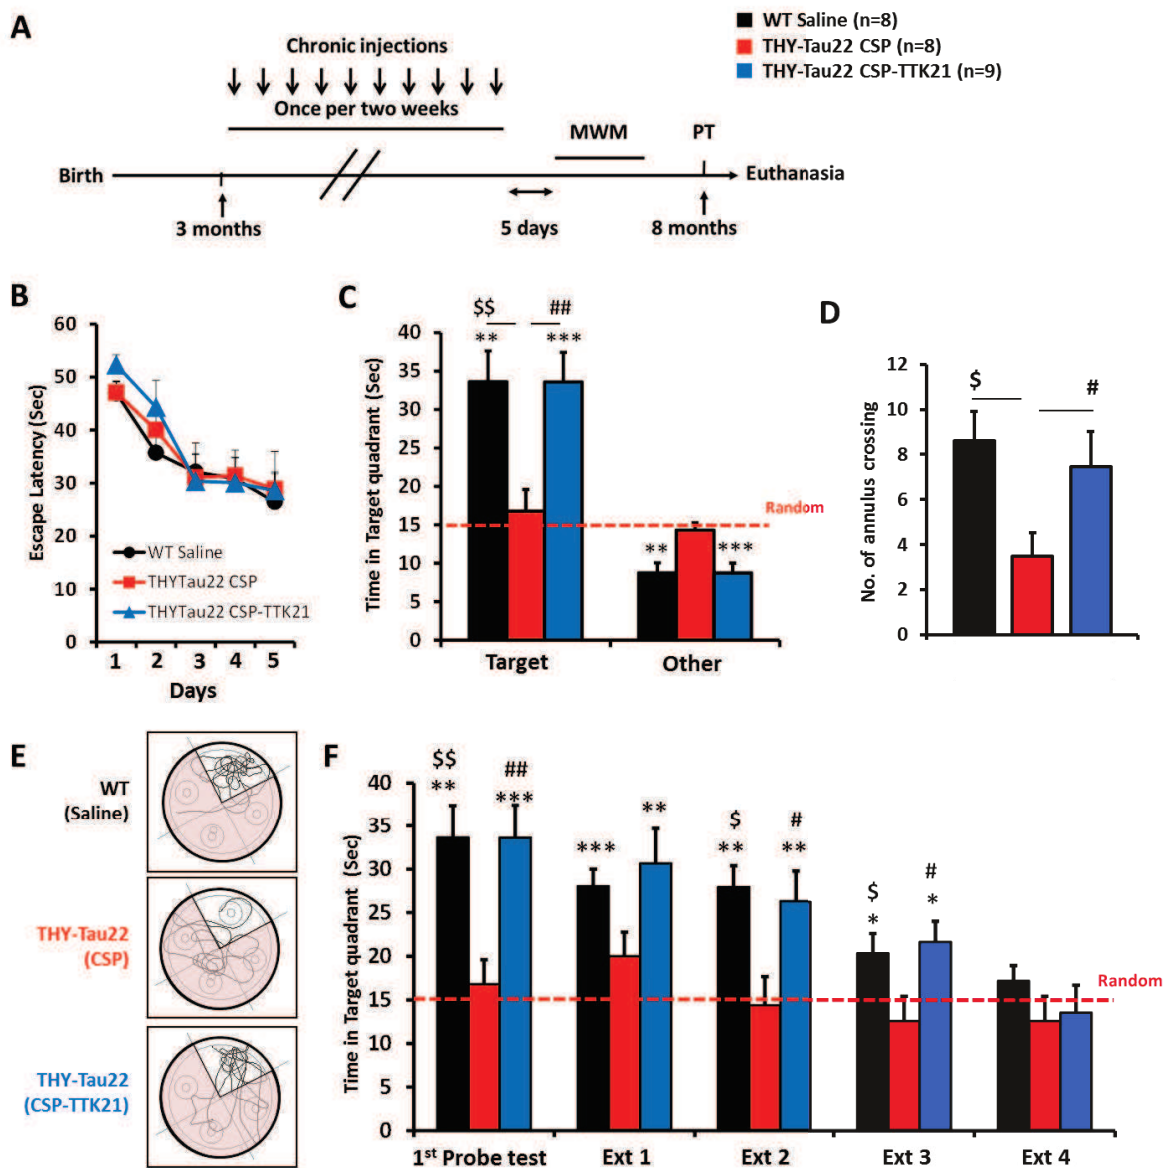 A
WT Saline (n=8)
THY-Tau22 CSP (n=8)
THY-Tau22 CSP-TTK21 (n=9)
Chronic injections
Once per two weeks
MWM
PT
Birth
Euthanasia
3 months
5 days
8 months
B
60
50
40
30
20
10
0
Escape Latency (Sec)
WT Saline
THYTau22 CSP
THYTau22 CSP-TTK21
1 2 3 4 5
Days
C
$$ ##
** ***
40
35
30
25
20
15
10
5
0
Time in Target quadrant (Sec)
Random
** ***
Target Other
D
12
10
8
6
4
2
0
No. of annulus crossing
$ #
E
WT
(Saline)
THY-Tau22
(CSP)
THY-Tau22
(CSP-TTK21)
F
40
35
30
25
20
15
10
5
0
Time in Target quadrant (Sec)
$$ ##
** ***
*** **
$ #
** **
$ #
* *
Random
1st Probe test Ext 1 Ext 2 Ext 3 Ext 4